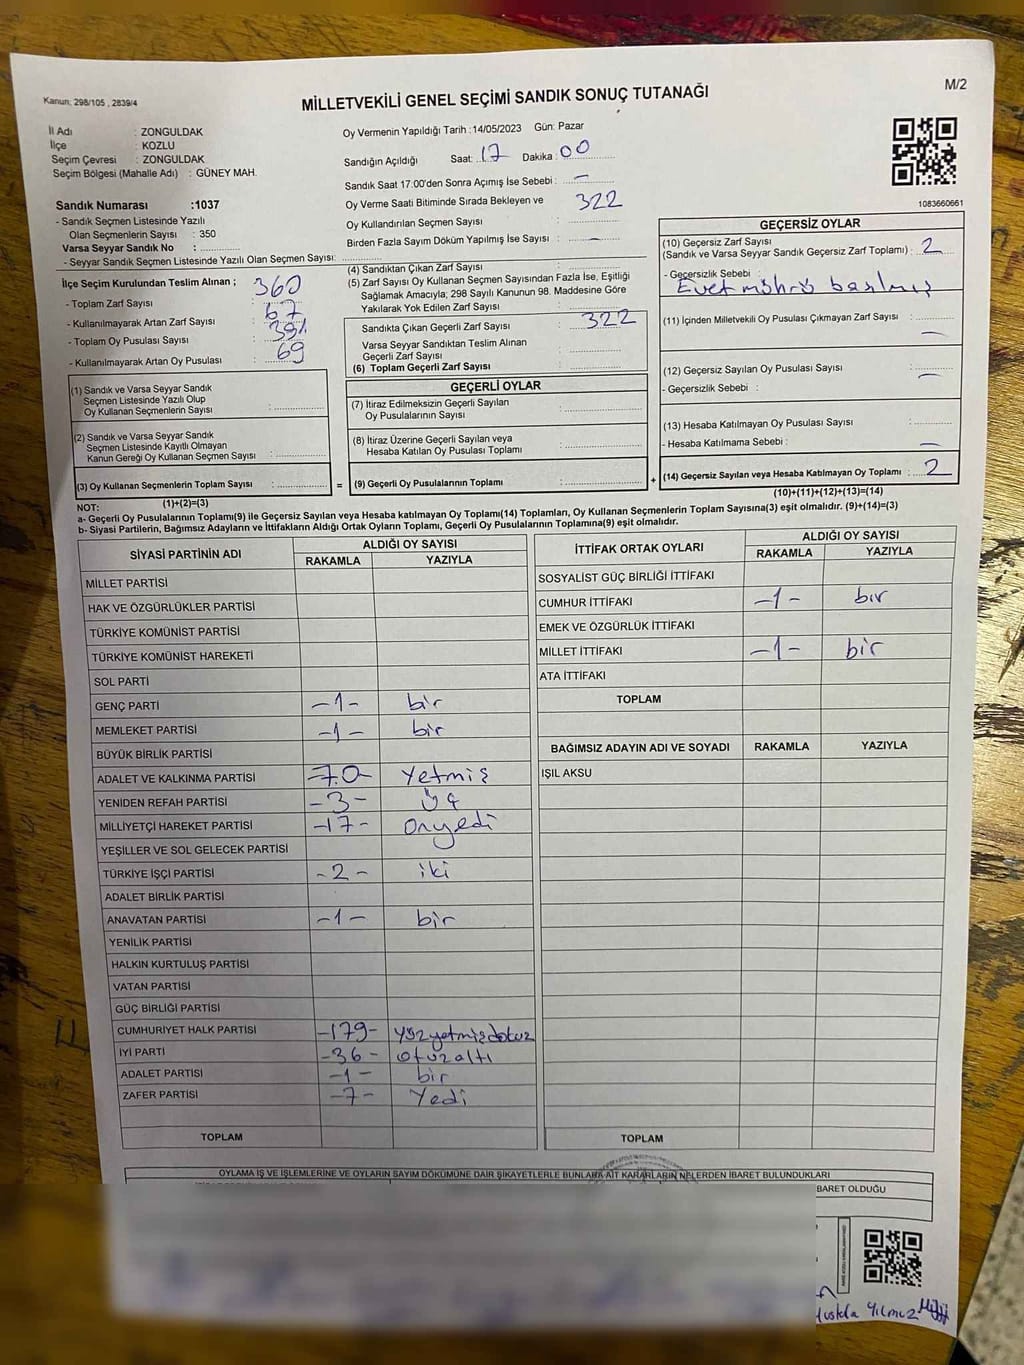 Kanun; 298/105 , 2839/4
MİLLETVEKİLİ GENEL SEÇİMİ SANDIK SONUÇ TUTANAĞI
M/2
İl Adı : ZONGULDAK
İlçe : KOZLU
Seçim Çevresi : ZONGULDAK
Seçim Bölgesi (Mahalle Adı) : GÜNEY MAH.
Sandık Numarası :1037
- Sandık Seçmen Listesinde Yazılı
Olan Seçmenlerin Sayısı : 350
Varsa Seyyar Sandık No :
- Seyyar Sandık Seçmen Listesinde Yazılı Olan Seçmen Sayısı:
Oy Vermenin Yapıldığı Tarih :14/05/2023 Gün: Pazar
Sandığın Açıldığı Saat: 17 Dakika : 00
Sandık Saat 17:00'den Sonra Açımış İse Sebebi : -
Oy Verme Saati Bitiminde Sırada Bekleyen ve 322
Oy Kullandırılan Seçmen Sayısı
Birden Fazla Sayım Döküm Yapılmış İse Sayısı : -
1083660661
İlçe Seçim Kurulundan Teslim Alınan ;
- Toplam Zarf Sayısı : 360
- Kullanılmayarak Artan Zarf Sayısı : 67
- Toplam Oy Pusulası Sayısı :
- Kullanılmayarak Artan Oy Pusulası : 69
(1) Sandık ve Varsa Seyyar Sandık
Seçmen Listesinde Yazılı Olup
Oy Kullanan Seçmenlerin Sayısı :
(2) Sandık ve Varsa Seyyar Sandık
Seçmen Listesinde Kayıtlı Olmayan
Kanun Gereği Oy Kullanan Seçmen Sayısı :
(3) Oy Kullanan Seçmenlerin Toplam Sayısı :
(1)+(2)=(3)
(4) Sandıktan Çıkan Zarf Sayısı :
(5) Zarf Sayısı Oy Kullanan Seçmen Sayısından Fazla İse, Eşitliği
Sağlamak Amacıyla; 298 Sayılı Kanunun 98. Maddesine Göre
Yakılarak Yok Edilen Zarf Sayısı :
Sandıkta Çıkan Geçerli Zarf Sayısı : 322
Varsa Seyyar Sandıktan Teslim Alınan
Geçerli Zarf Sayısı :
(6) Toplam Geçerli Zarf Sayısı :
GEÇERLİ OYLAR
(7) İtiraz Edilmeksizin Geçerli Sayılan
Oy Pusulalarının Sayısı :
(8) İtiraz Üzerine Geçerli Sayılan veya
Hesaba Katılan Oy Pusulası Toplamı :
= (9) Geçerli Oy Pusulalarının Toplamı : +
GEÇERSİZ OYLAR
(10) Geçersiz Zarf Sayısı
(Sandık ve Varsa Seyyar Sandık Geçersiz Zarf Toplamı) : 2
- Geçersizlik Sebebi :
Evet mührü basılmış
(11) İçinden Milletvekili Oy Pusulası Çıkmayan Zarf Sayısı : -
(12) Geçersiz Sayılan Oy Pusulası Sayısı : -
- Geçersizlik Sebebi :
(13) Hesaba Katılmayan Oy Pusulası Sayısı :
- Hesaba Katılmama Sebebi : -
(14) Geçersiz Sayılan veya Hesaba Katılmayan Oy Toplamı : 2
(10)+(11)+(12)+(13)=(14)
NOT:
a- Geçerli Oy Pusulalarının Toplamı(9) ile Geçersiz Sayılan veya Hesaba katılmayan Oy Toplamı(14) Toplamları, Oy Kullanan Seçmenlerin Toplam Sayısına(3) eşit olmalıdır. (9)+(14)=(3)
b- Siyasi Partilerin, Bağımsız Adayların ve İttifakların Aldığı Ortak Oyların Toplamı, Geçerli Oy Pusulalarının Toplamına(9) eşit olmalıdır.
SİYASİ PARTİNİN ADI ALDIĞI OY SAYISI
RAKAMLA YAZIYLA
MİLLET PARTİSİ
HAK VE ÖZGÜRLÜKLER PARTİSİ
TÜRKİYE KOMÜNİST PARTİSİ
TÜRKİYE KOMÜNİST HAREKETİ
SOL PARTİ
GENÇ PARTİ -1- bir
MEMLEKET PARTİSİ -1- bir
BÜYÜK BİRLİK PARTİSİ
ADALET VE KALKINMA PARTİSİ -70- Yetmiş
YENİDEN REFAH PARTİSİ -3- üç
MİLLİYETÇİ HAREKET PARTİSİ -17- Onyedi
YEŞİLLER VE SOL GELECEK PARTİSİ
TÜRKİYE İŞÇİ PARTİSİ -2- iki
ADALET BİRLİK PARTİSİ
ANAVATAN PARTİSİ -1- bir
YENİLİK PARTİSİ
HALKIN KURTULUŞ PARTİSİ
VATAN PARTİSİ
GÜÇ BİRLİĞİ PARTİSİ
CUMHURİYET HALK PARTİSİ -179- Yüzyetmişdokuz
İYİ PARTİ -36- otuzaltı
ADALET PARTİSİ -1- bir
ZAFER PARTİSİ -7- Yedi
TOPLAM
İTTİFAK ORTAK OYLARI ALDIĞI OY SAYISI
RAKAMLA YAZIYLA
SOSYALİST GÜÇ BİRLİĞİ İTTİFAKI
CUMHUR İTTİFAKI -1- bır
EMEK VE ÖZGÜRLÜK İTTİFAKI
MİLLET İTTİFAKI -1- bir
ATA İTTİFAKI
TOPLAM
BAĞIMSIZ ADAYIN ADI VE SOYADI RAKAMLA YAZIYLA
IŞIL AKSU
TOPLAM
OYLAMA İŞ VE İŞLEMLERİNE VE OYLARIN SAYIM DÖKÜMÜNE DAİR ŞİKAYETLERLE BUNLARA AİT KARARLARIN NELERDEN İBARET BULUNDUKLARI
BARET OLDUĞU
Yılmaz